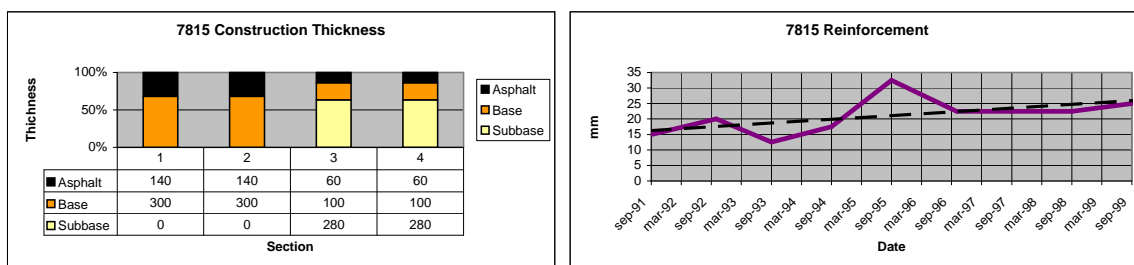 7815 Construction Thickness
Thichness
100%
50%
0%
Asphalt
Base
Subbase
1 2 3 4
Asphalt 140 140 60 60
Base 300 300 100 100
Subbase 0 0 280 280
Section
7815 Reinforcement
mm
35
30
25
20
15
10
5
0
sep-91 mar-92 sep-92 mar-93 sep-93 mar-94 sep-94 mar-95 sep-95 mar-96 sep-96 mar-97 sep-97 mar-98 sep-98 mar-99 sep-99
Date